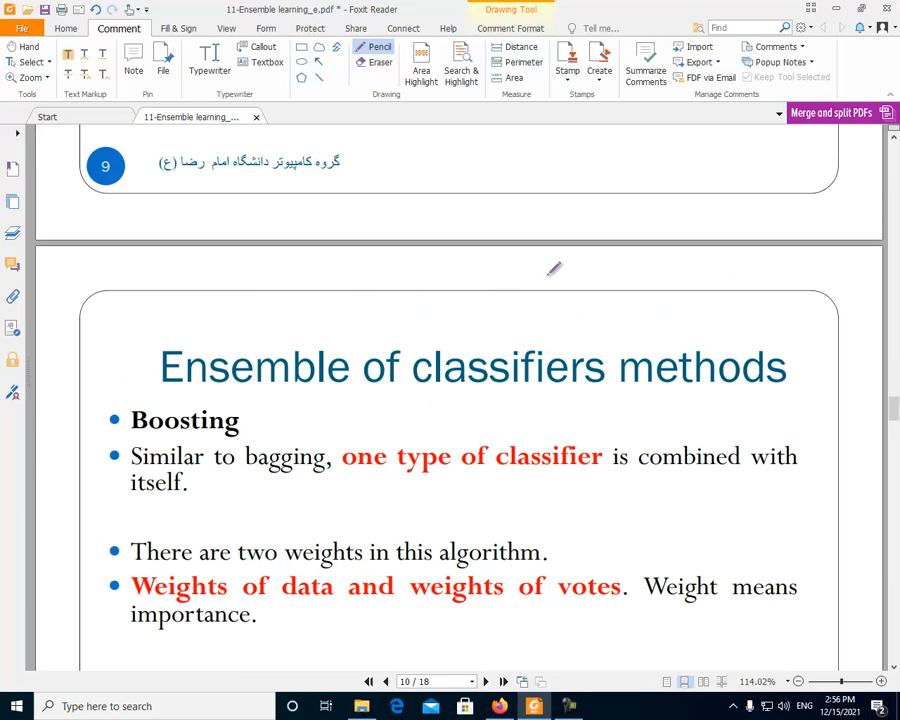 11-Ensemble learning_e.pdf * - Foxit Reader
Drawing Tool
File Home Comment Fill & Sign View Form Protect Share Connect Help Comment Format Tell me... Find
Hand
Select
Zoom
Tools
T T T
T T T
Text Markup
Note
File
Pin
Typewriter
Callout
Textbox
Typewriter
Pencil
Eraser
Drawing
Area Highlight
Search & Highlight
Distance
Perimeter
Area
Measure
Stamp
Create
Stamps
Summarize Comments
Import
Export
FDF via Email
Comments
Popup Notes
Keep Tool Selected
Manage Comments
Start
11-Ensemble learning_...
Merge and split PDFs
9
گروه کامپیوتر دانشگاه امام رضا (ع)
Ensemble of classifiers methods
Boosting
Similar to bagging, one type of classifier is combined with
itself.
There are two weights in this algorithm.
Weights of data and weights of votes. Weight means
importance.
10 / 18
114.02%
Type here to search
ENG
2:56 PM
12/15/2021
2